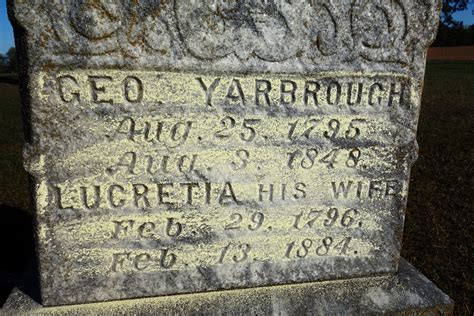 GEO. YARBROUGH
Aug. 25. 1795.
Aug. 3. 1848.
LUCRETIA HIS WIFE
Feb. 29. 1796.
Feb. 13. 1884.